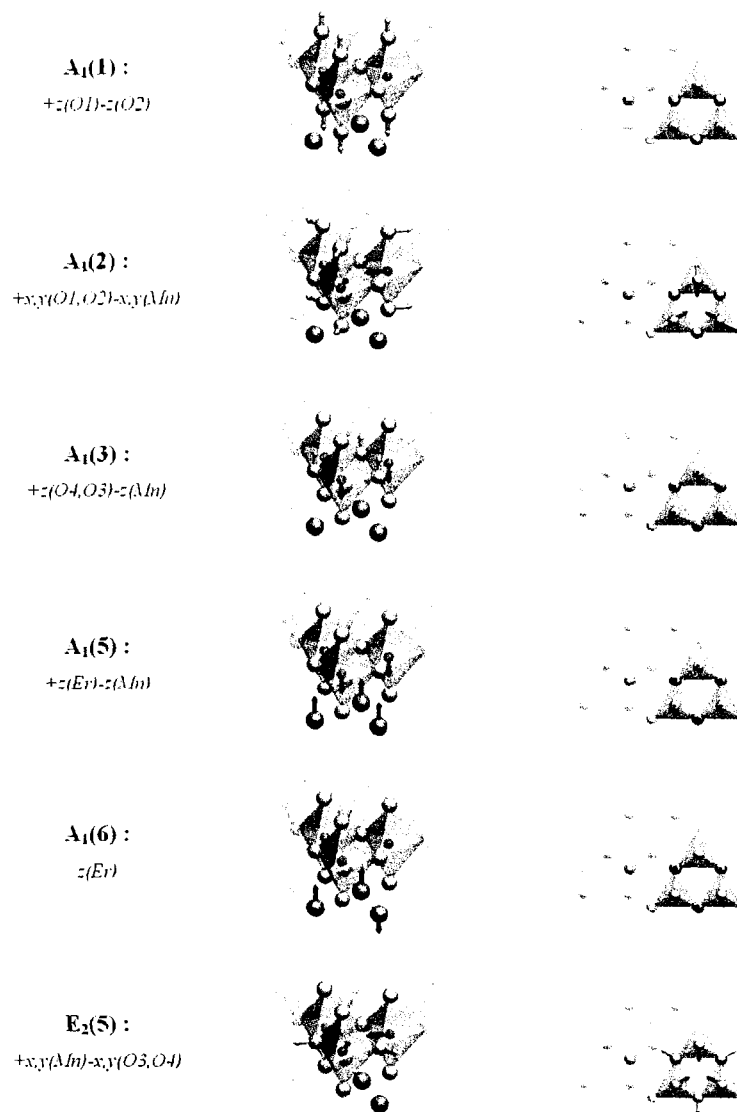 A₁(1) :
+z(O1)-z(O2)
A₁(2) :
+x,y(O1,O2)-x,y(Mn)
A₁(3) :
+z(O4,O3)-z(Mn)
A₁(5) :
+z(Er)-z(Mn)
A₁(6) :
z(Er)
E₂(5) :
+x,y(Mn)-x,y(O3,O4)